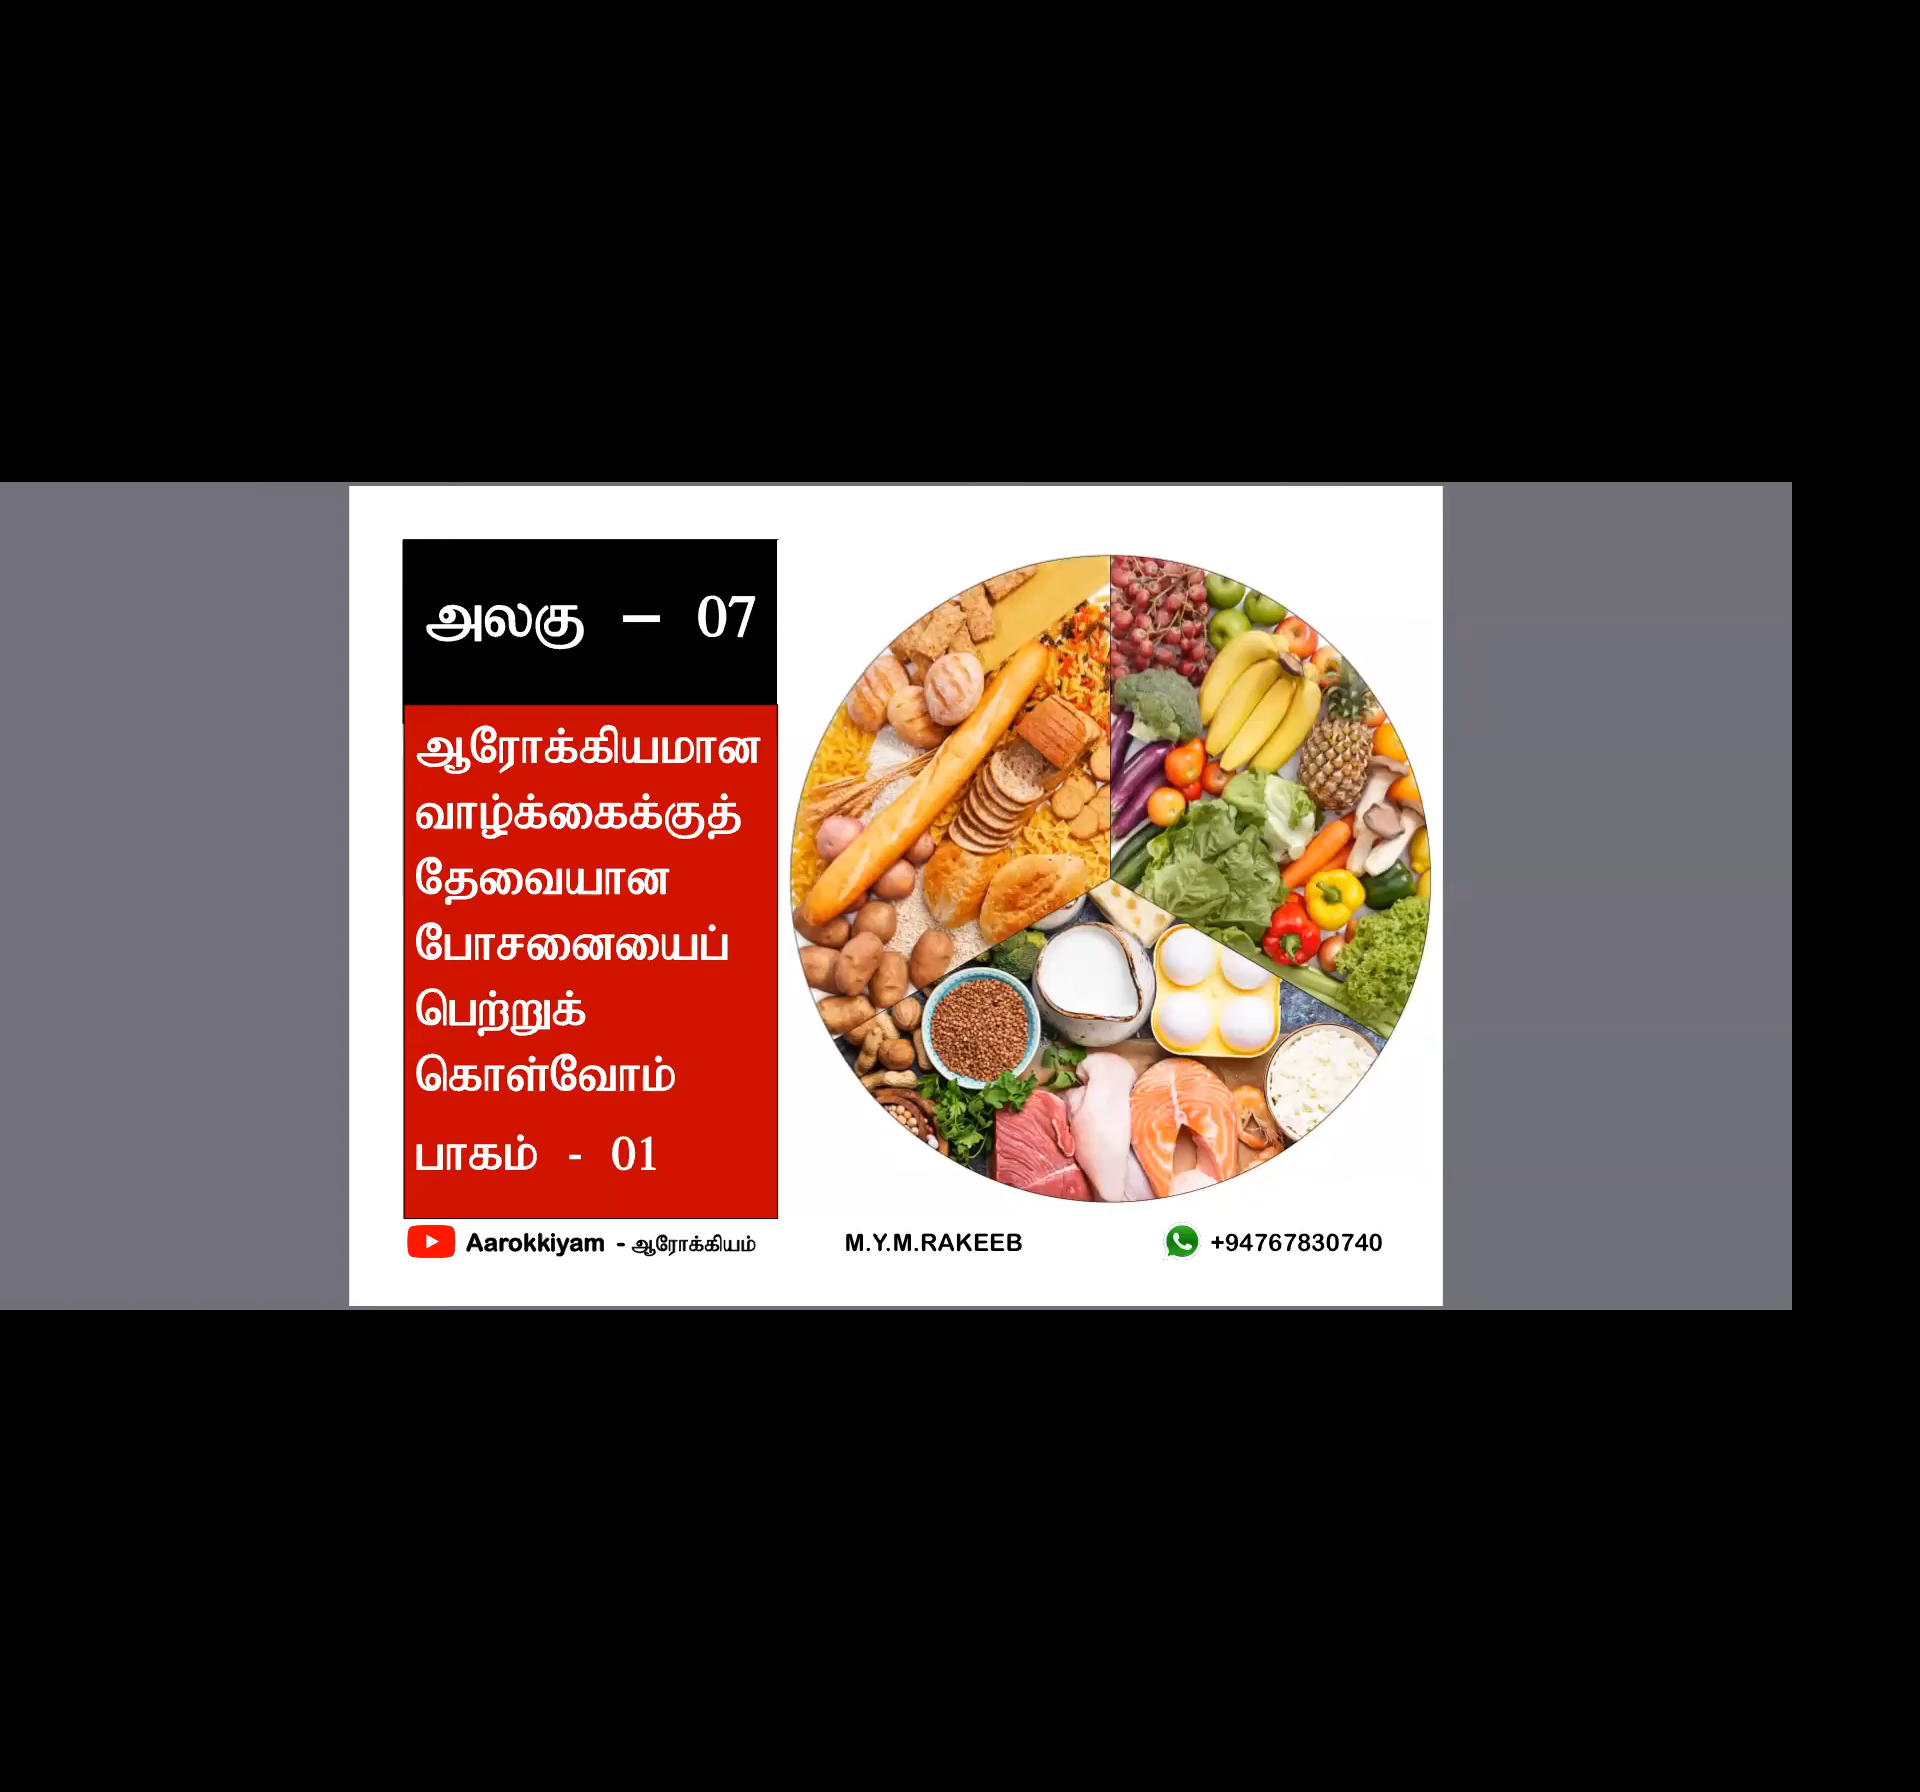 அலகு – 07
ஆரோக்கியமான
வாழ்க்கைக்குத்
தேவையான
போசனையைப்
பெற்றுக்
கொள்வோம்
பாகம் - 01
Aarokkiyam - ஆரோக்கியம்
M.Y.M.RAKEEB
+94767830740